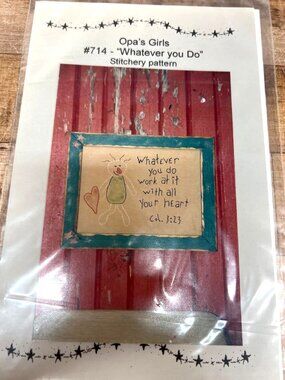 Opa's Girls
#714 - "Whatever you Do"
Stitchery pattern
Whatever
you do
work at it
with all
your heart
Col. 3:23